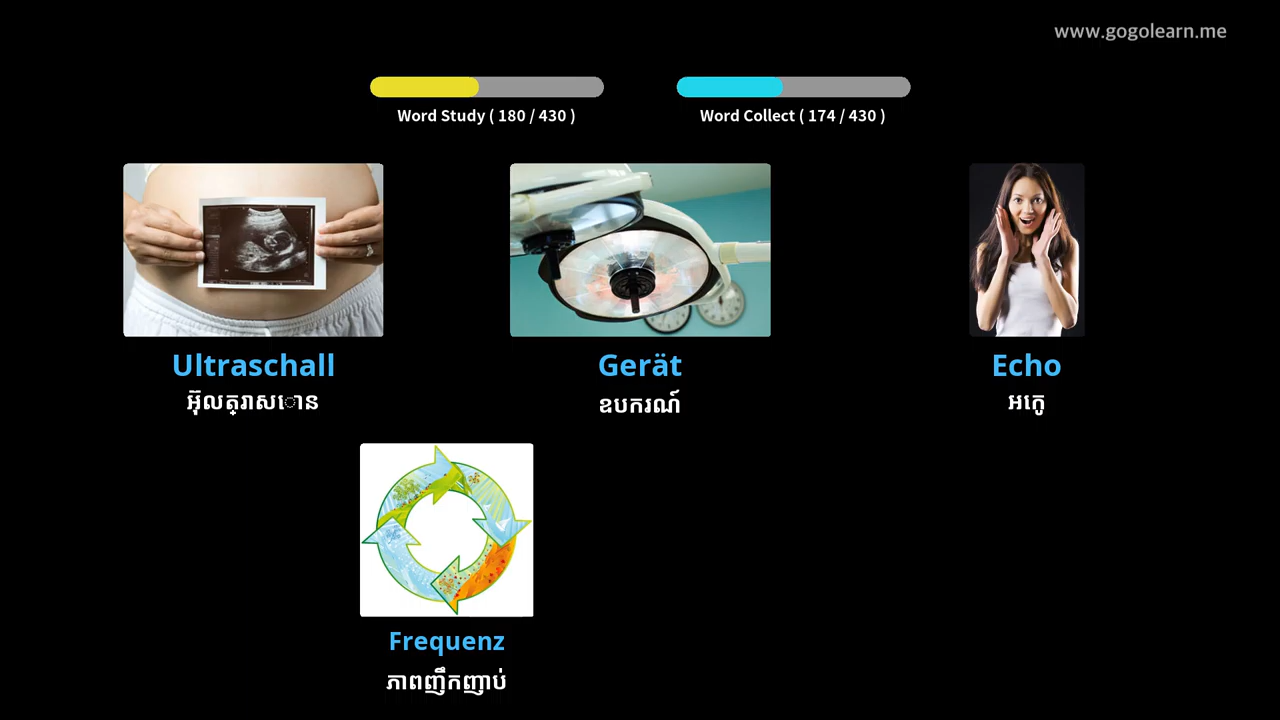 www.gogolearn.me
Word Study ( 180 / 430 )
Word Collect ( 174 / 430 )
Ultraschall
អ៊ុលត្រាសោន
Gerät
ឧបករណ៍
Echo
អេកូ
Frequenz
ភាពញឹកញាប់